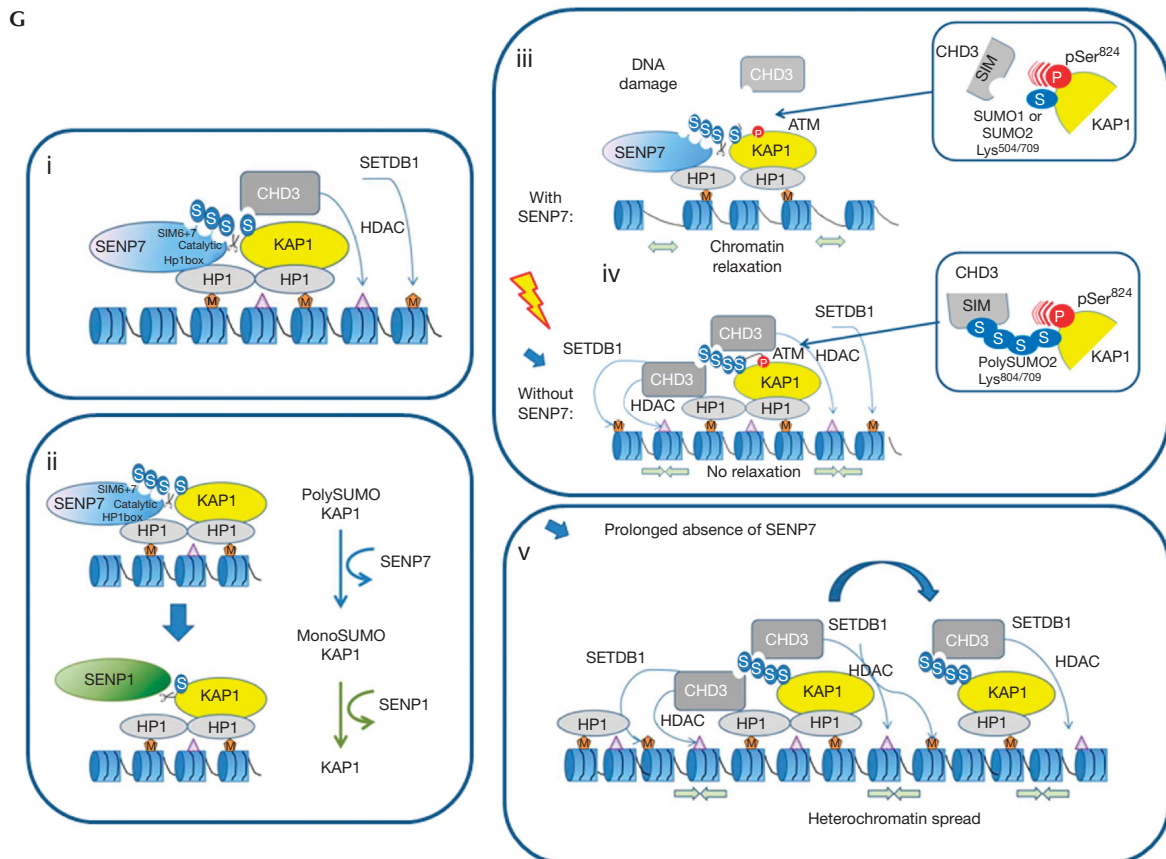 G
i
SETDB1
CHD3
HDAC
S S S S
SENP7
SIM6+7
Catalytic
Hp1box
KAP1
HP1 HP1
M M M
ii
S S S S
SIM6+7
SENP7
Catalytic
HP1box
KAP1
HP1 HP1
M M
PolySUMO
KAP1
SENP7
MonoSUMO
KAP1
SENP1
KAP1
SENP1
S
KAP1
HP1 HP1
M M
iii
DNA
damage
CHD3
S S S S
P
ATM
SENP7
KAP1
HP1 HP1
M M
With
SENP7:
Chromatin
relaxation
CHD3
SIM
pSer824
P
S
SUMO1 or
SUMO2
Lys504/709
KAP1
iv
SETDB1
CHD3
SETDB1
S S S S
P
ATM
HDAC
CHD3
KAP1
Without
SENP7:
HDAC
HP1 HP1
M M M M
No relaxation
CHD3
SIM
pSer824
P
S S S S
PolySUMO2
Lys804/709
KAP1
v
Prolonged absence of SENP7
SETDB1
CHD3
SETDB1
CHD3
SETDB1
S S S S
HDAC
S S S S
HDAC
CHD3
KAP1
KAP1
HP1
HDAC
HP1 HP1
HP1
M M M M M M
Heterochromatin spread